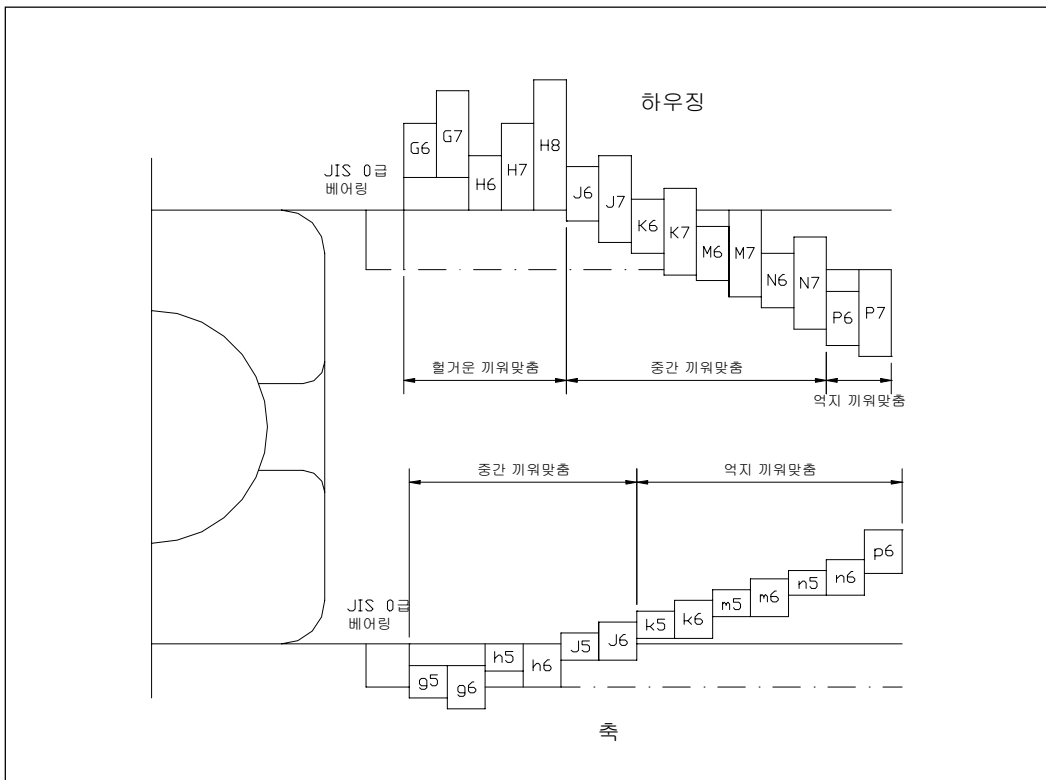 하우징
G6
G7
H6
H7
H8
JIS 0급
베어링
J6
J7
K6
K7
M6
M7
N6
N7
P6
P7
헐거운 끼워맞춤
중간 끼워맞춤
억지 끼워맞춤
중간 끼워맞춤
억지 끼워맞춤
JIS 0급
베어링
g5
g6
h5
h6
J5
J6
k5
k6
m5
m6
n5
n6
p6
축